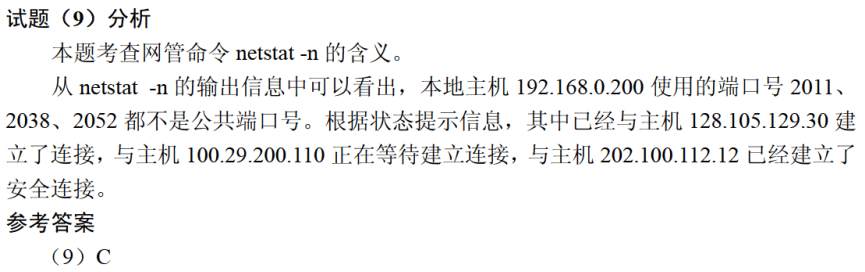 试题（9）分析
本题考查网管命令 netstat -n 的含义。
从 netstat -n 的输出信息中可以看出，本地主机 192.168.0.200 使用的端口号 2011、
2038、2052 都不是公共端口号。根据状态提示信息，其中已经与主机 128.105.129.30 建
立了连接，与主机 100.29.200.110 正在等待建立连接，与主机 202.100.112.12 已经建立了
安全连接。
参考答案
（9）C